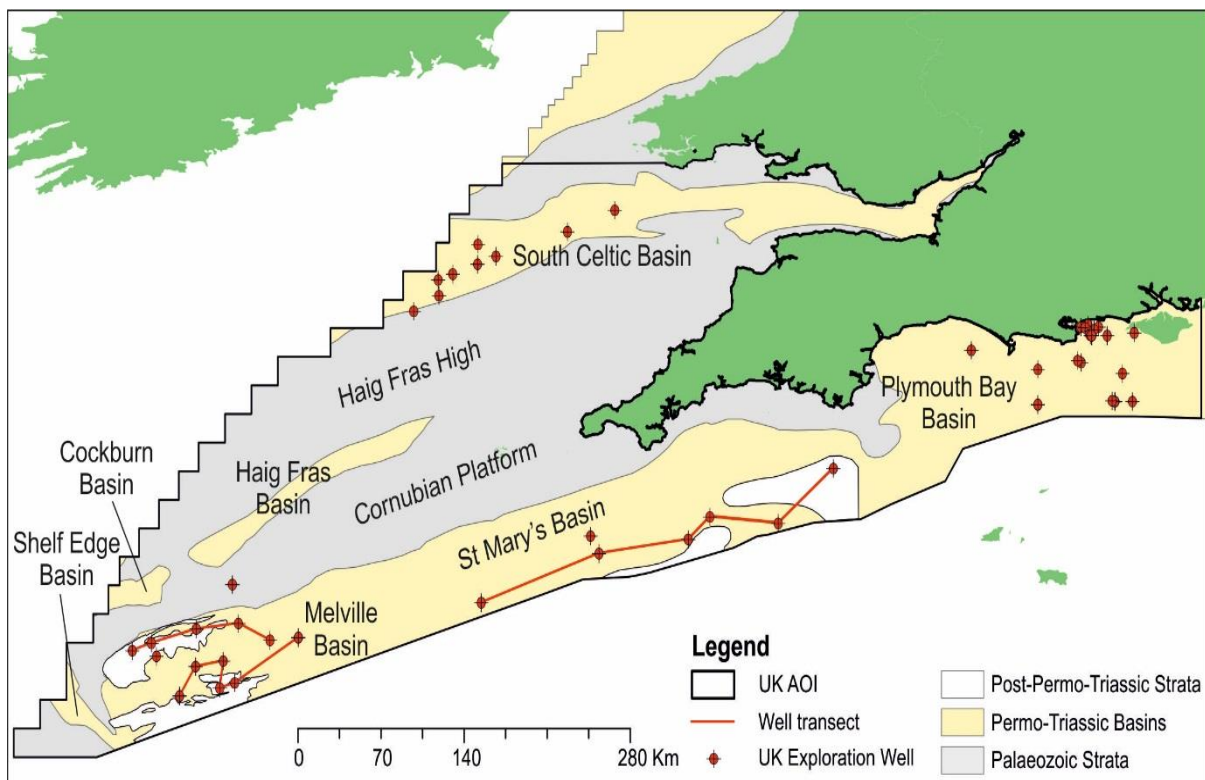 South Celtic Basin
Haig Fras High
Plymouth Bay
Basin
Cockburn
Basin
Haig Fras
Basin
Cornubian Platform
Shelf Edge
Basin
St Mary's Basin
Melville
Basin
Legend
UK AOI
Well transect
UK Exploration Well
Post-Permo-Triassic Strata
Permo-Triassic Basins
Palaeozoic Strata
0 70 140 280 Km